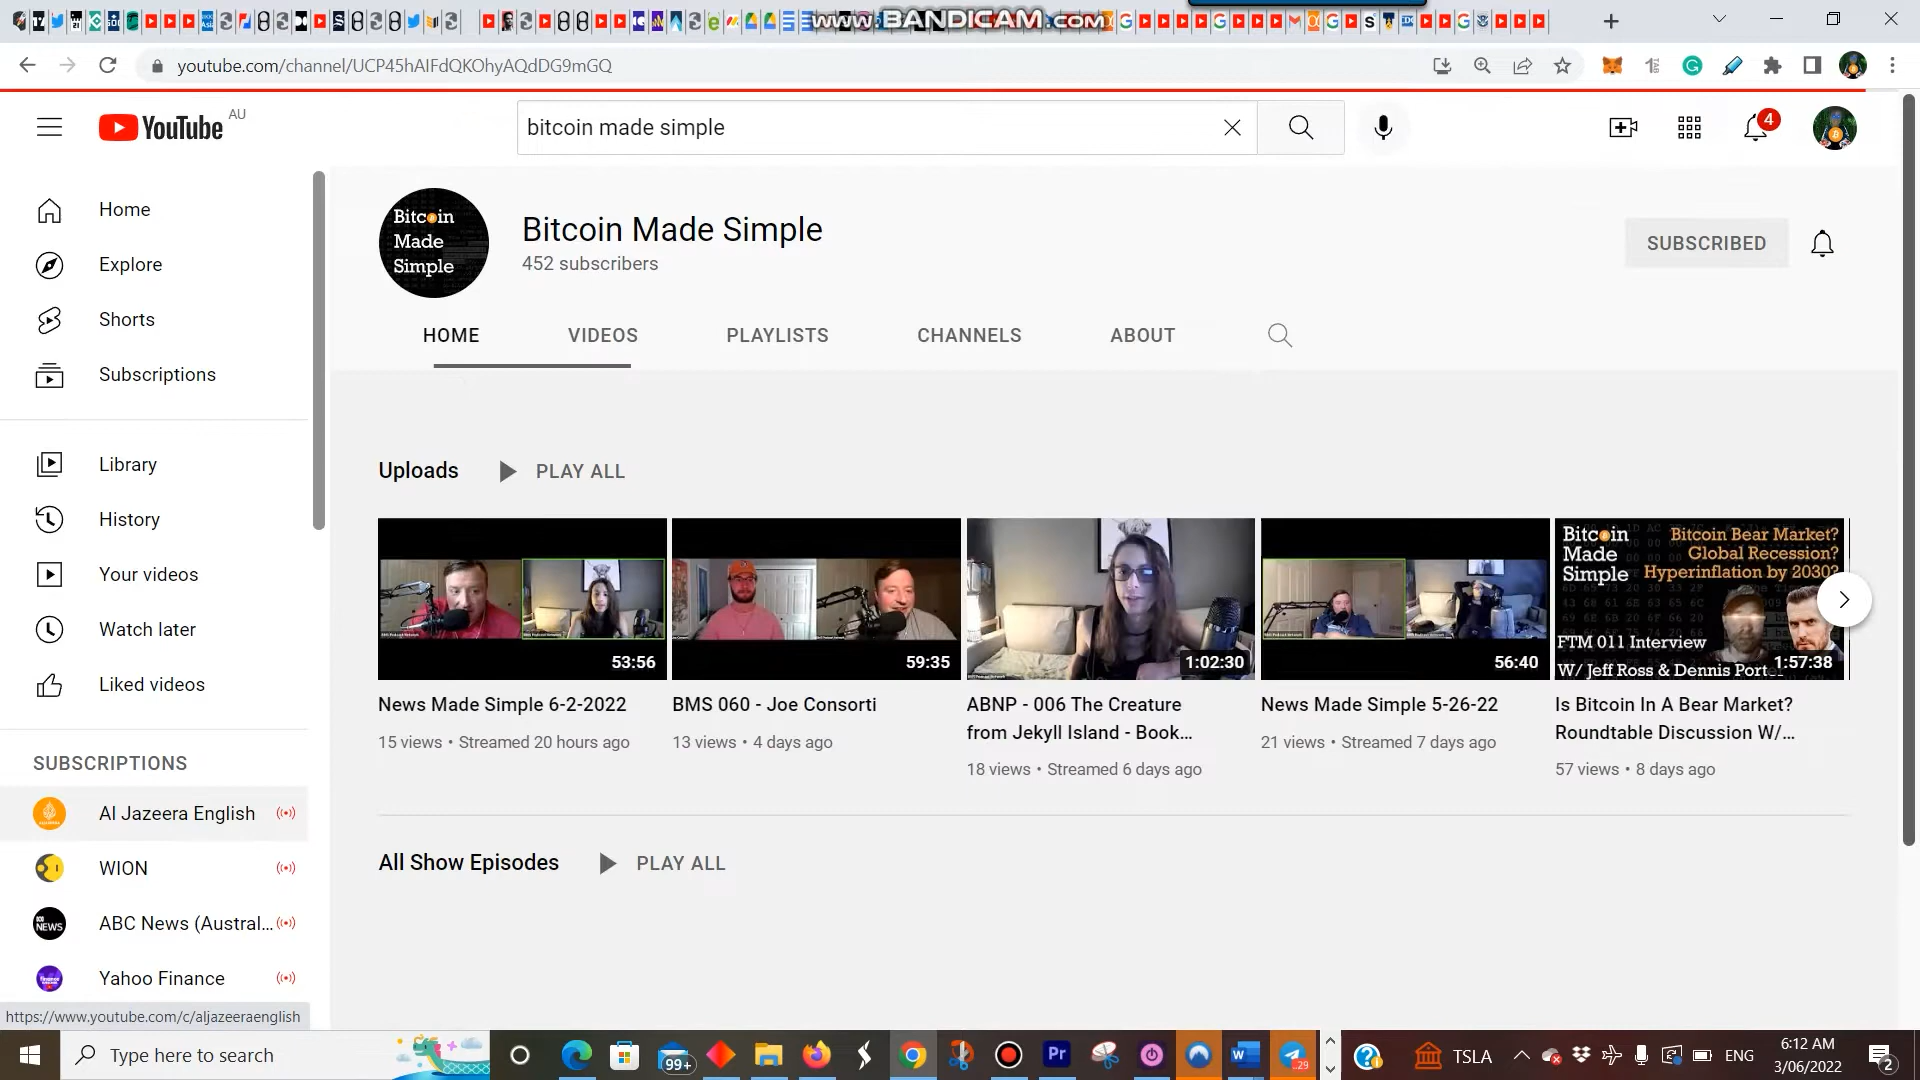 www.BANDICAM.com
youtube.com/channel/UCP45hAIFdQKOhyAQdDG9mGQ
YouTube AU
bitcoin made simple
4
Home
Explore
Shorts
Subscriptions
Library
History
Your videos
Watch later
Liked videos
SUBSCRIPTIONS
Al Jazeera English
WION
ABC News (Austral...
Yahoo Finance
https://www.youtube.com/c/aljazeeraenglish
Bitcoin
Made
Simple
Bitcoin Made Simple
452 subscribers
SUBSCRIBED
HOME VIDEOS PLAYLISTS CHANNELS ABOUT
Uploads PLAY ALL
53:56
News Made Simple 6-2-2022
15 views • Streamed 20 hours ago
59:35
BMS 060 - Joe Consorti
13 views • 4 days ago
1:02:30
ABNP - 006 The Creature
from Jekyll Island - Book...
18 views • Streamed 6 days ago
56:40
News Made Simple 5-26-22
21 views • Streamed 7 days ago
Bitcoin
Made
Simple
Bitcoin Bear Market?
Global Recession?
Hyperinflation by 2030?
FTM 011 Interview
W/ Jeff Ross & Dennis Porter
1:57:38
Is Bitcoin In A Bear Market?
Roundtable Discussion W/...
57 views • 8 days ago
All Show Episodes PLAY ALL
Type here to search
99+
Pr
W
29
TSLA
ENG
6:12 AM
3/06/2022
2